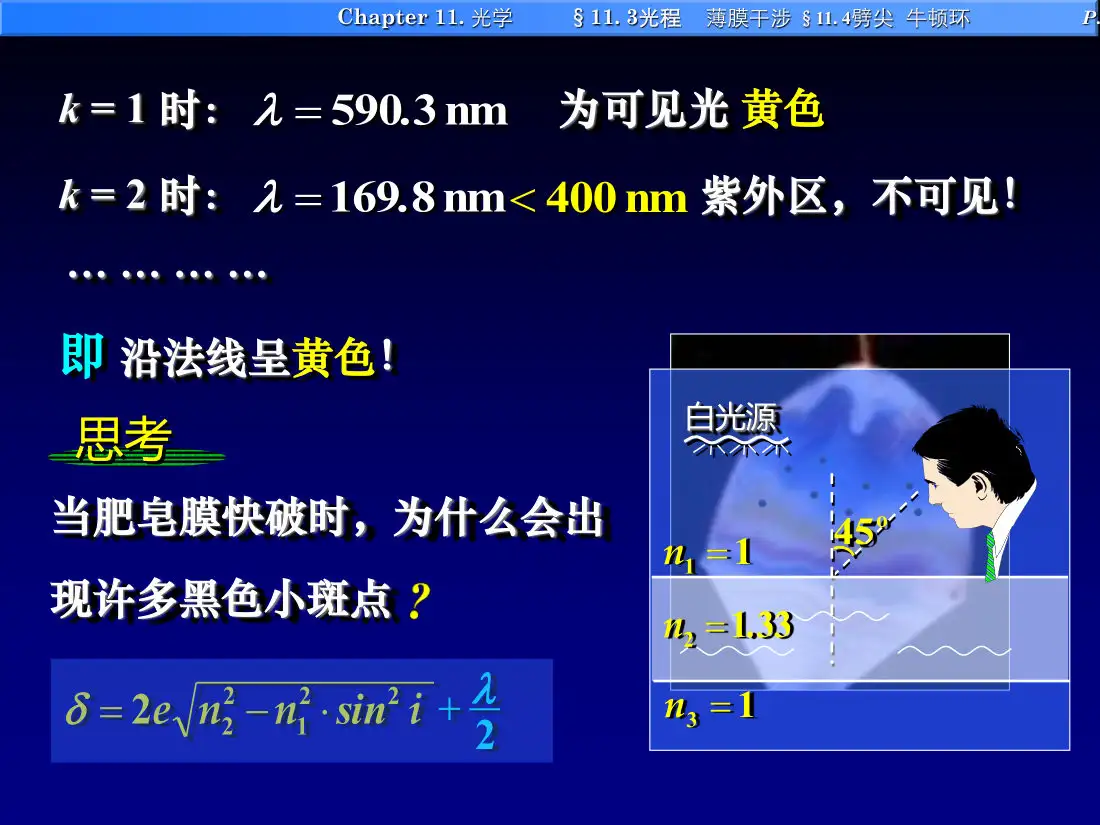 Chapter 11. 光学 §11. 3光程 薄膜干涉 §11. 4劈尖 牛顿环 P.
k = 1 时: λ = 590.3 nm 为可见光 黄色
k = 2 时: λ = 169.8 nm < 400 nm 紫外区，不可见！
… … … …
即 沿法线呈黄色！
思考
当肥皂膜快破时，为什么会出
现许多黑色小斑点？
δ = 2e√(n₂² − n₁² · sin² i) + λ/2
白光源
45°
n₁ = 1
n₂ = 1.33
n₃ = 1